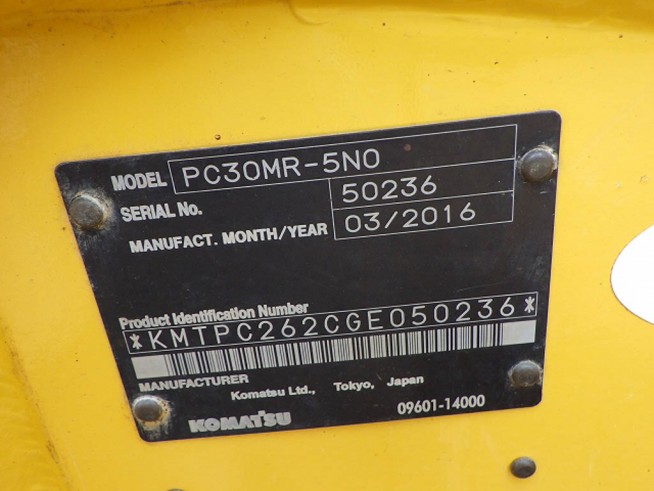 MODEL PC30MR-5N0
SERIAL No. 50236
MANUFACT. MONTH/YEAR 03/2016
Product Identification Number
*KMTPC262CGE050236*
MANUFACTURER
Komatsu Ltd., Tokyo, Japan
KOMATSU 09601-14000